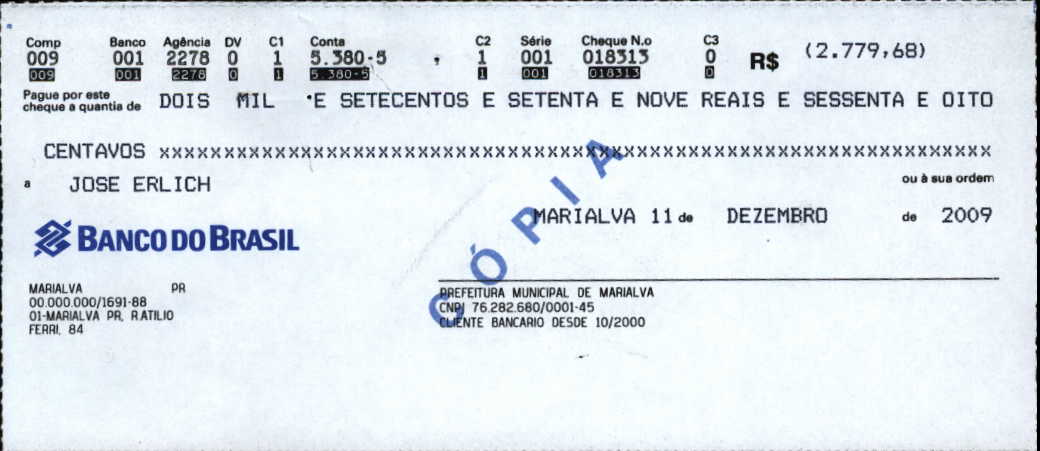 Comp Banco Agência DV C1 Conta C2 Série Cheque N.o C3
009 001 2278 0 1 5.380-5 , 1 001 018313 0 R$ (2.779,68)
009 001 2278 0 1 5.380-5 1 001 018313 0
Pague por este
cheque a quantia de DOIS MIL E SETECENTOS E SETENTA E NOVE REAIS E SESSENTA E OITO
CENTAVOS xxxxxxxxxxxxxxxxxxxxxxxxxxxxxxxxxxxxxxxxxxxxxxxxxxxxxxxxxxxxxxxxxxxxxxxxxxxxx
a JOSE ERLICH ou à sua ordem
MARIALVA 11 de DEZEMBRO de 2009
CÓPIA
BANCO DO BRASIL
MARIALVA PR
00.000.000/1691-88
01-MARIALVA PR, R.ATILIO
FERRI, 84
PREFEITURA MUNICIPAL DE MARIALVA
CNPJ 76.282.680/0001-45
CLIENTE BANCARIO DESDE 10/2000